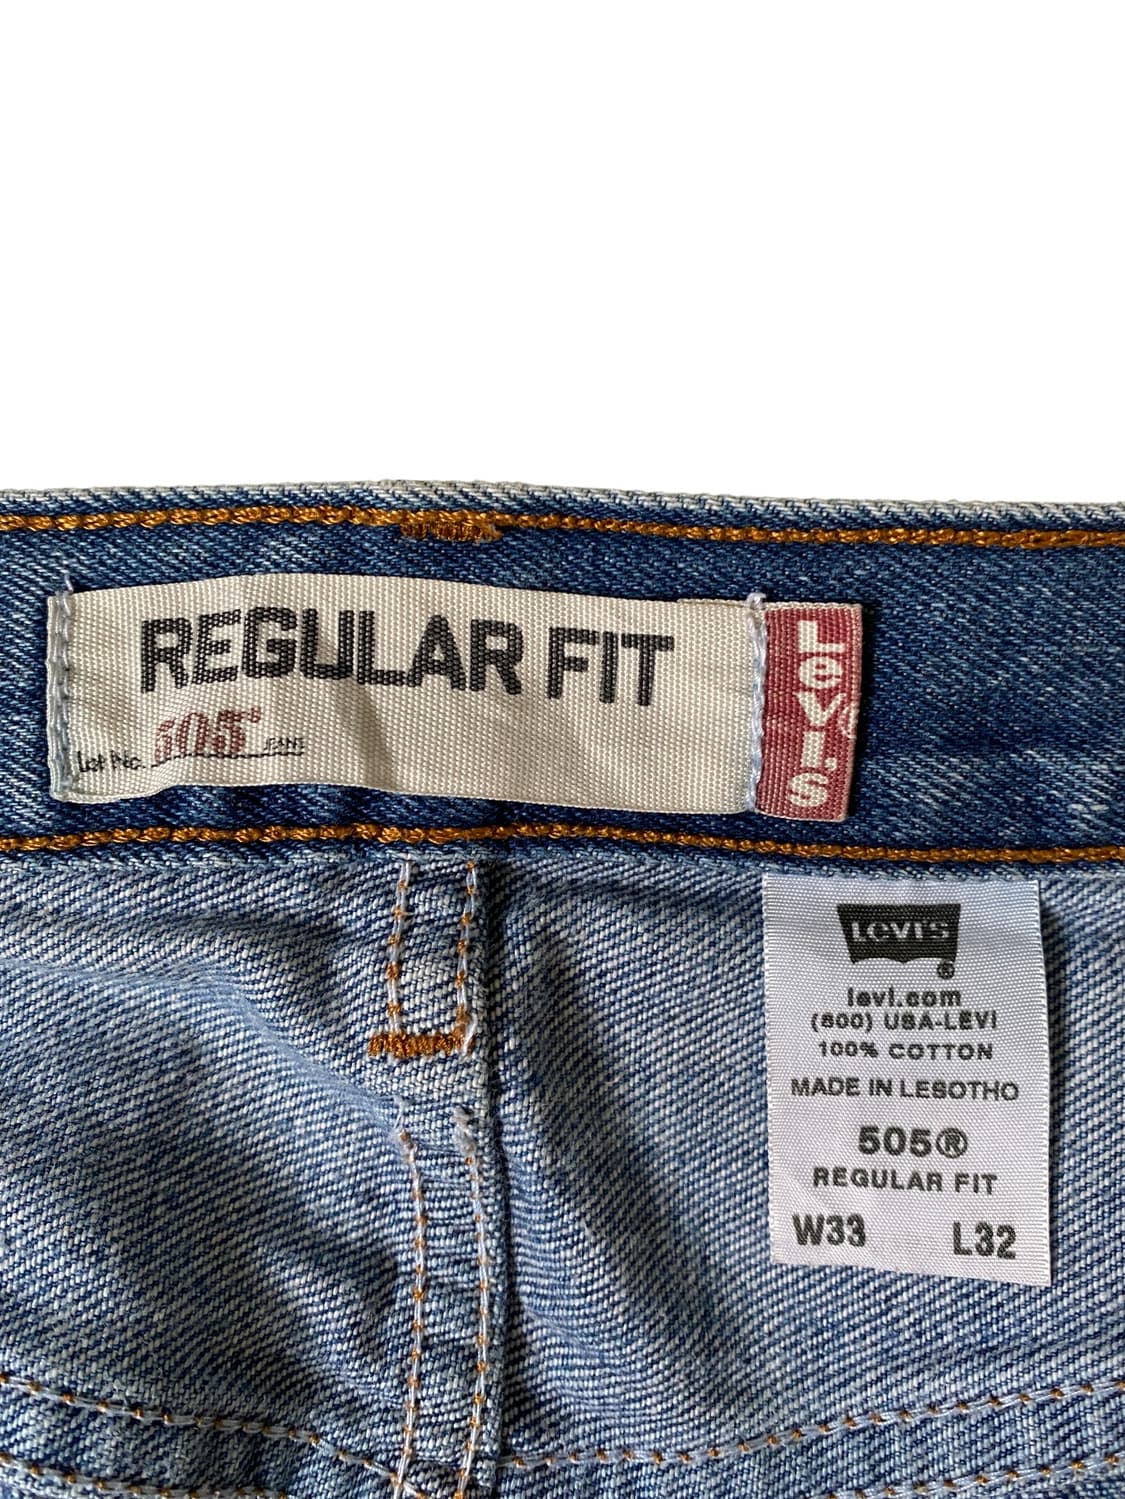 REGULAR FIT
Lot No. 505® JEANS
Levi's®
Levi's
®
levi.com
(800) USA-LEVI
100% COTTON
MADE IN LESOTHO
505®
REGULAR FIT
W33 L32